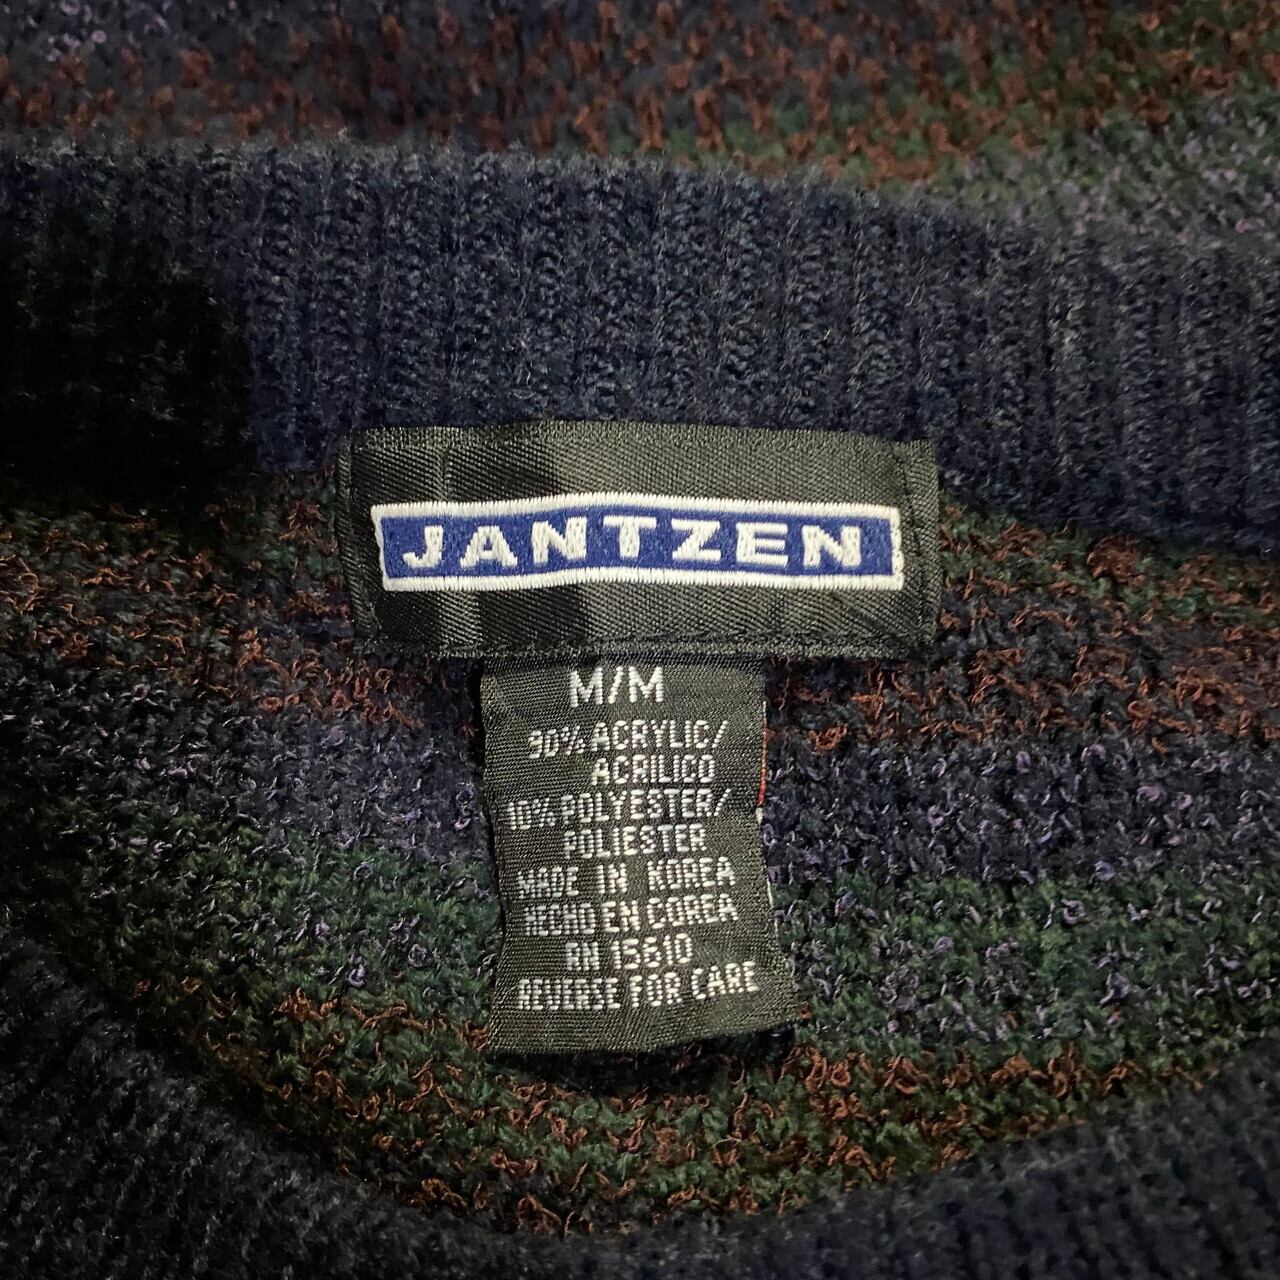 JANTZEN
M/M
90% ACRYLIC/
ACRILICO
10% POLYESTER/
POLIESTER
MADE IN KOREA
HECHO EN COREA
RN 15610
REVERSE FOR CARE